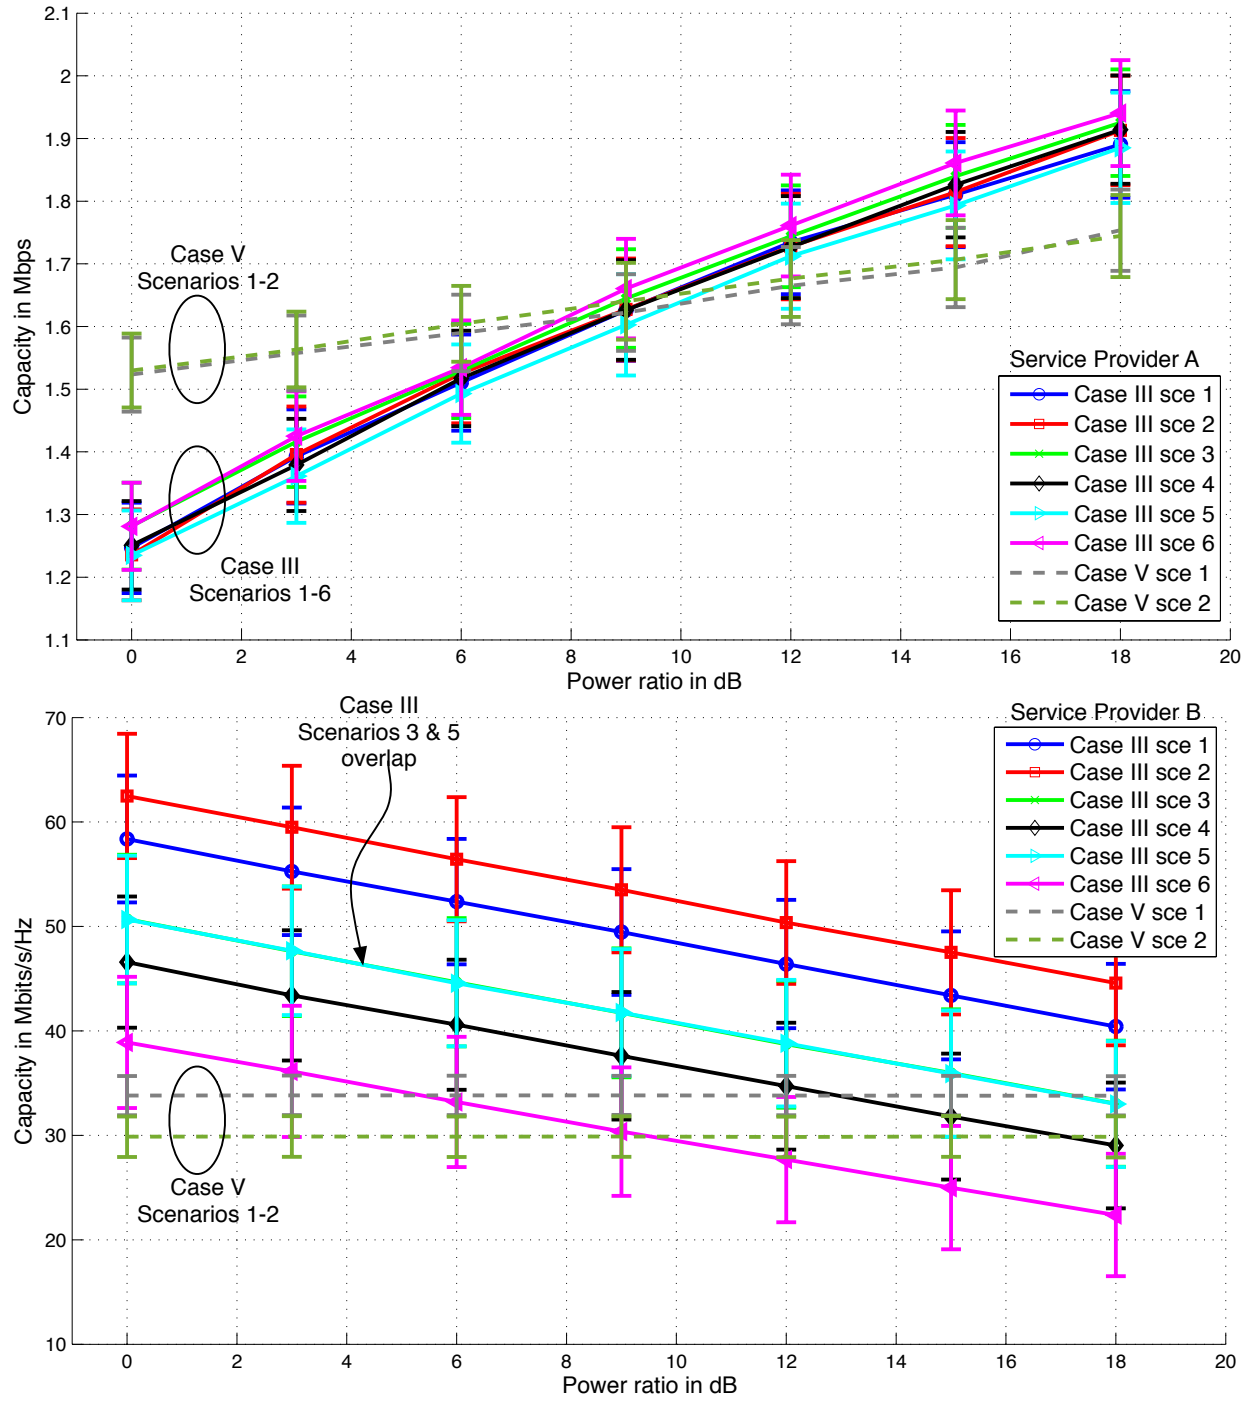 2.1
2
1.9
1.8
1.7
1.6
1.5
1.4
1.3
1.2
1.1
Capacity in Mbps
Case V
Scenarios 1-2
Case III
Scenarios 1-6
Service Provider A
Case III sce 1
Case III sce 2
Case III sce 3
Case III sce 4
Case III sce 5
Case III sce 6
Case V sce 1
Case V sce 2
0 2 4 6 8 10 12 14 16 18 20
Power ratio in dB
70
60
50
40
30
20
10
Capacity in Mbits/s/Hz
Case III
Scenarios 3 & 5
overlap
Case V
Scenarios 1-2
Service Provider B
Case III sce 1
Case III sce 2
Case III sce 3
Case III sce 4
Case III sce 5
Case III sce 6
Case V sce 1
Case V sce 2
0 2 4 6 8 10 12 14 16 18 20
Power ratio in dB